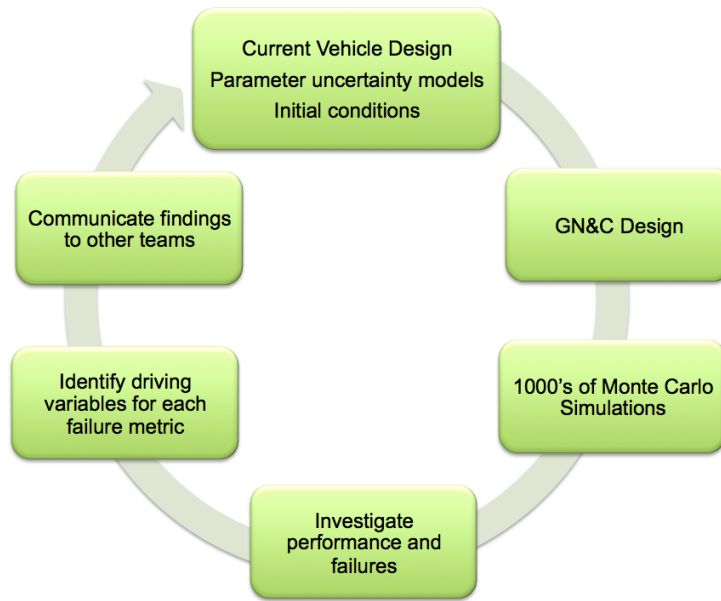 Current Vehicle Design
Parameter uncertainty models
Initial conditions
GN&C Design
1000's of Monte Carlo
Simulations
Investigate
performance and
failures
Identify driving
variables for each
failure metric
Communicate findings
to other teams